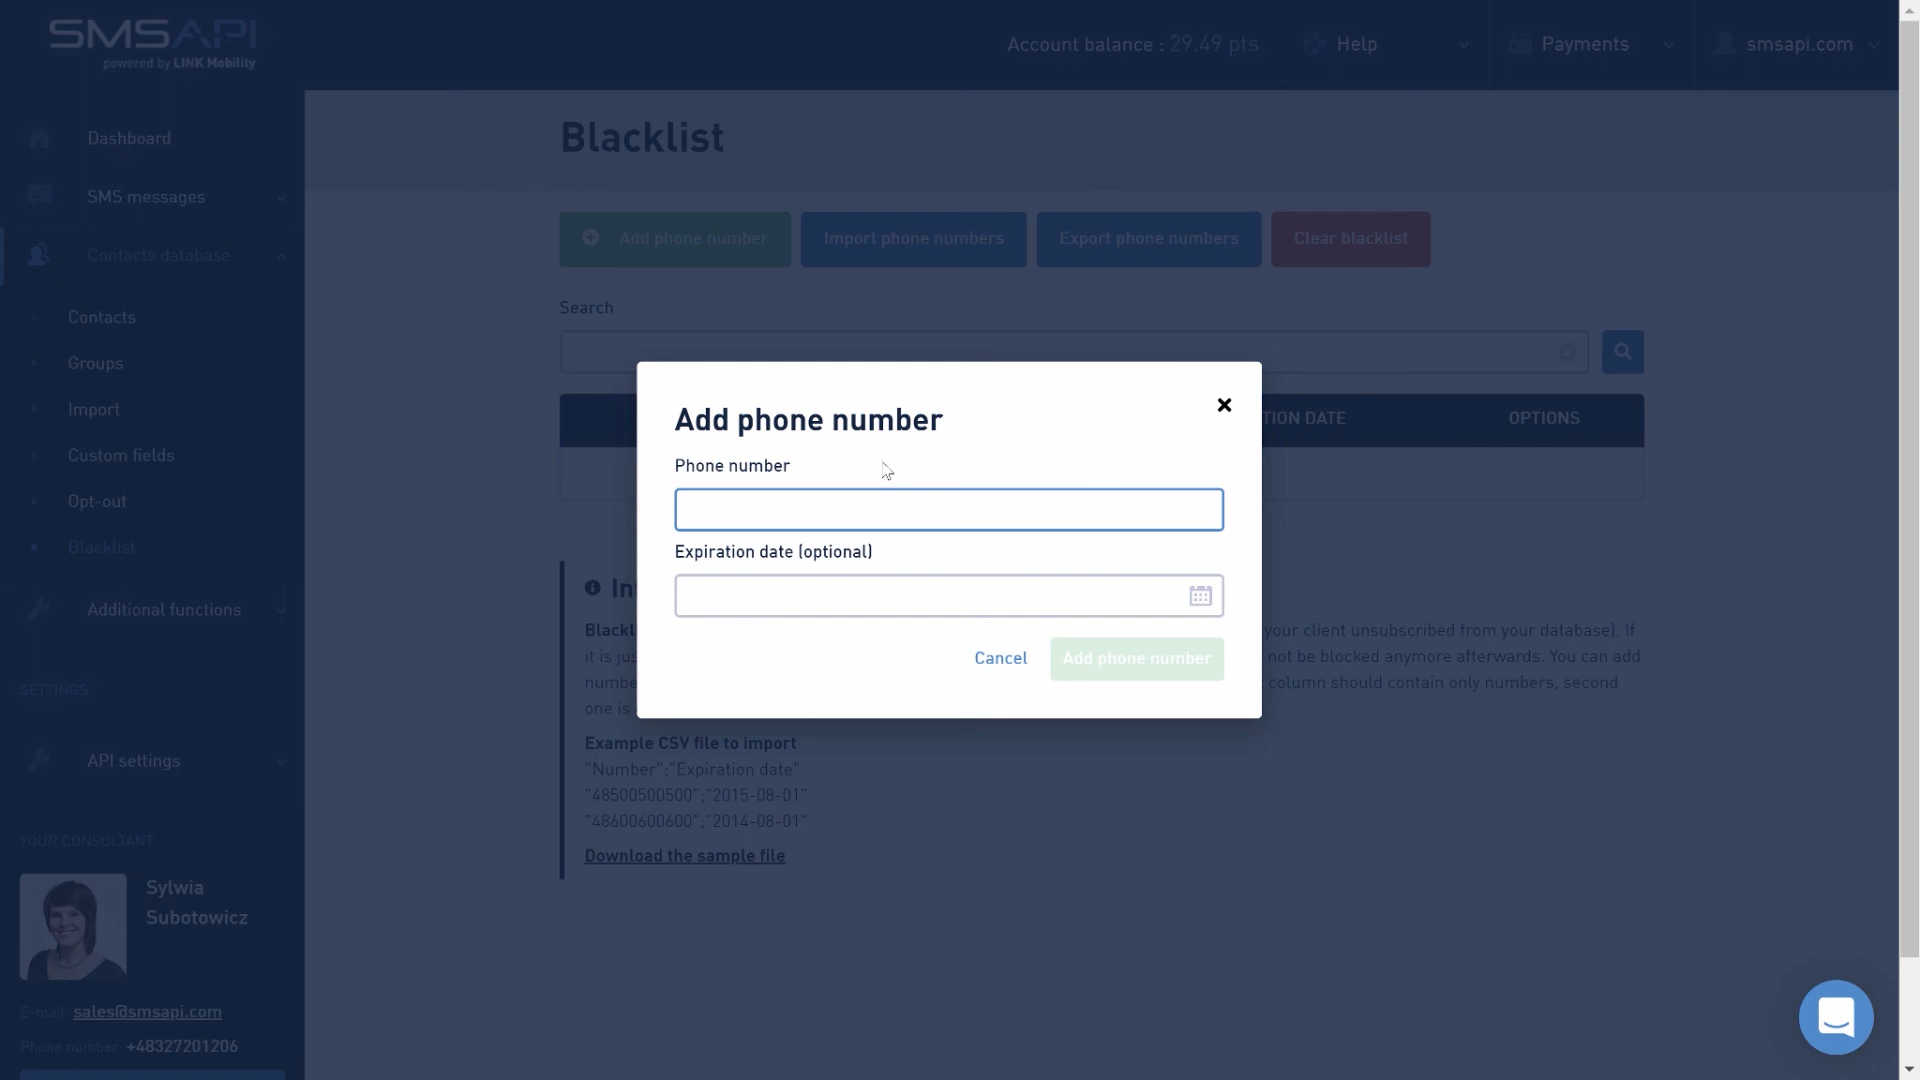 SMSAPI
powered by LINK Mobility
Account balance : 29.49 pts
Help
Payments
smsapi.com
Dashboard
SMS messages
Contacts database
Contacts
Groups
Import
Custom fields
Opt-out
Blacklist
Additional functions
SETTINGS
API settings
YOUR CONSULTANT
Sylwia
Subotowicz
E-mail: sales@smsapi.com
Phone number: +48327201206
Blacklist
Add phone number
Import phone numbers
Export phone numbers
Clear blacklist
Search
TION DATE
OPTIONS
Add phone number
Phone number
Expiration date (optional)
Cancel
Add phone number
In
Blackli
your client unsubscribed from your database). If
it is jus
not be blocked anymore afterwards. You can add
numbe
column should contain only numbers, second
one is
Example CSV file to import
"Number";"Expiration date"
"48500500500";"2015-08-01"
"48600600600";"2014-08-01"
Download the sample file